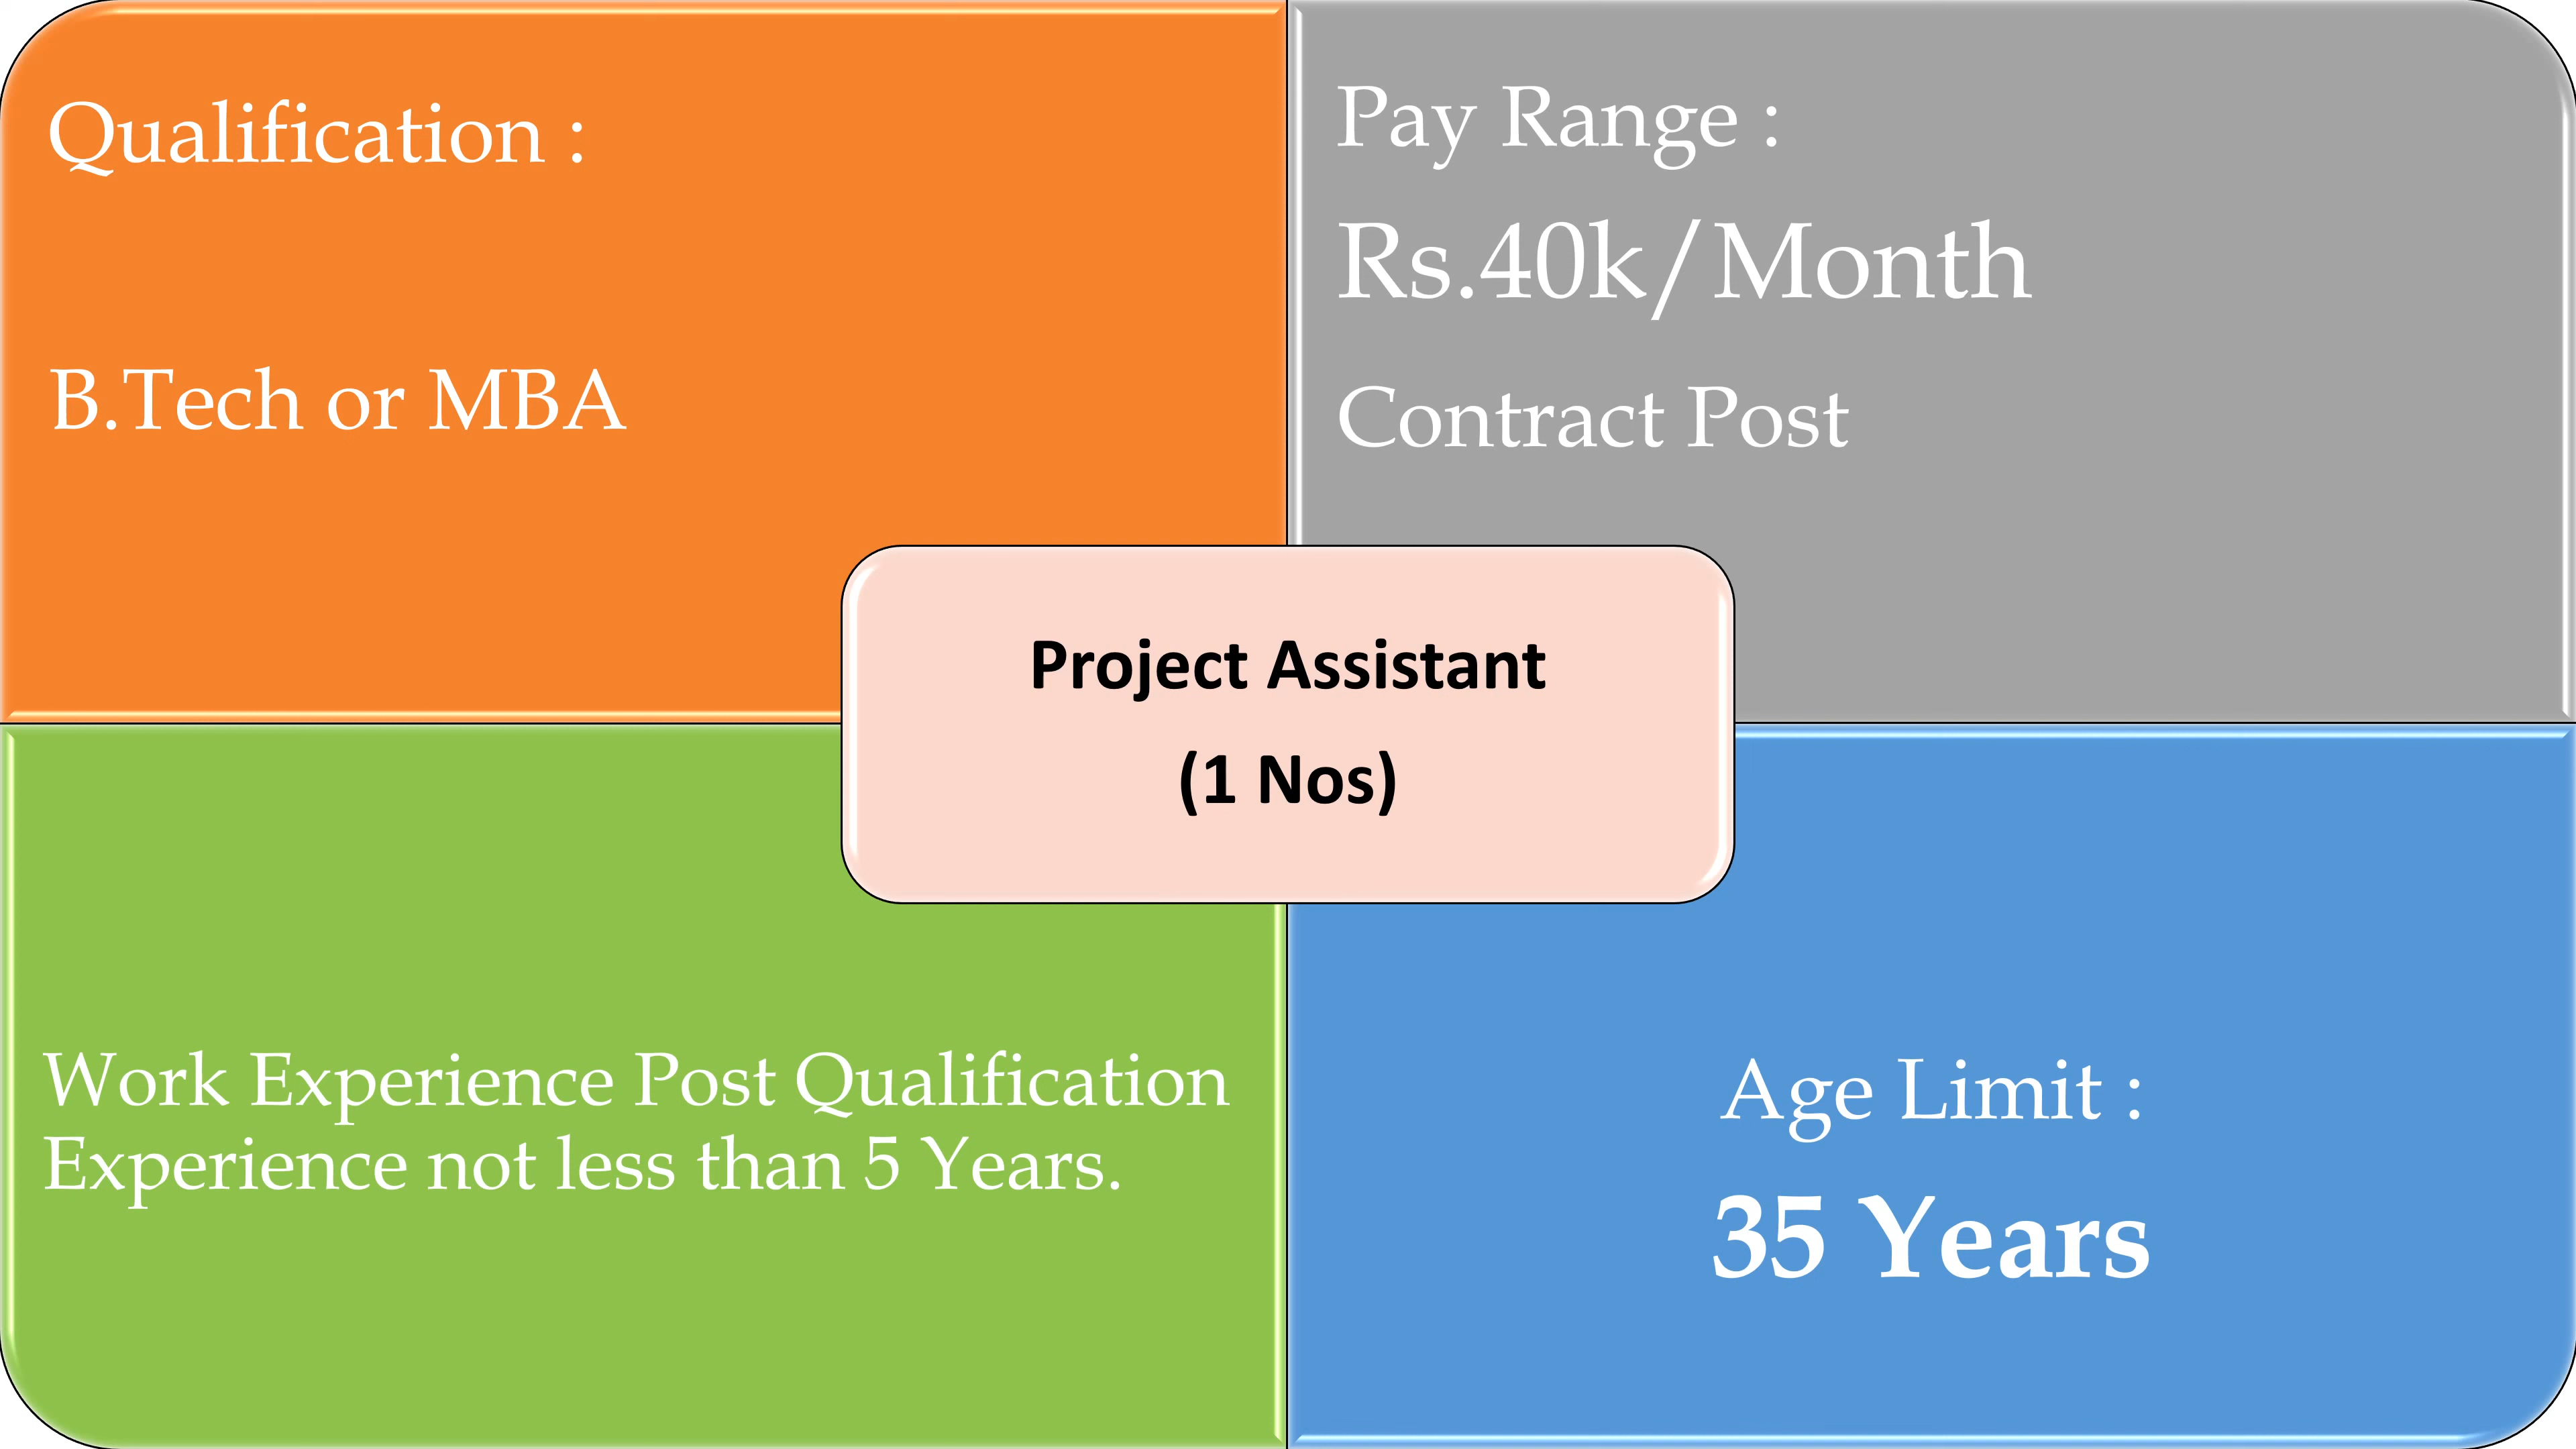 Qualification :
B.Tech or MBA
Pay Range :
Rs.40k/Month
Contract Post
Project Assistant
(1 Nos)
Work Experience Post Qualification
Experience not less than 5 Years.
Age Limit :
35 Years